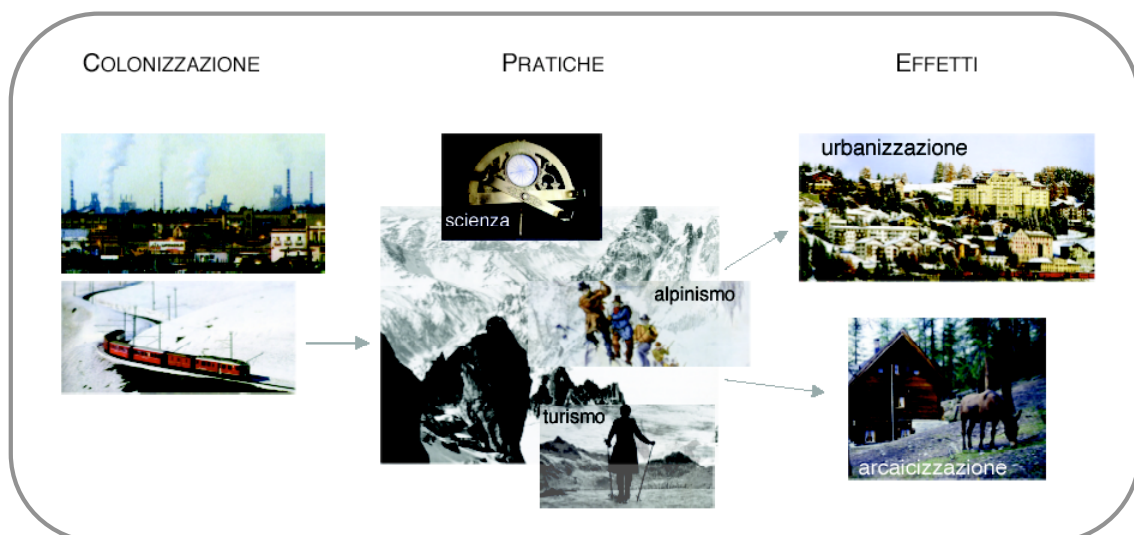 COLONIZZAZIONE
PRATICHE
EFFETTI
scienza
alpinismo
turismo
urbanizzazione
arcaicizzazione